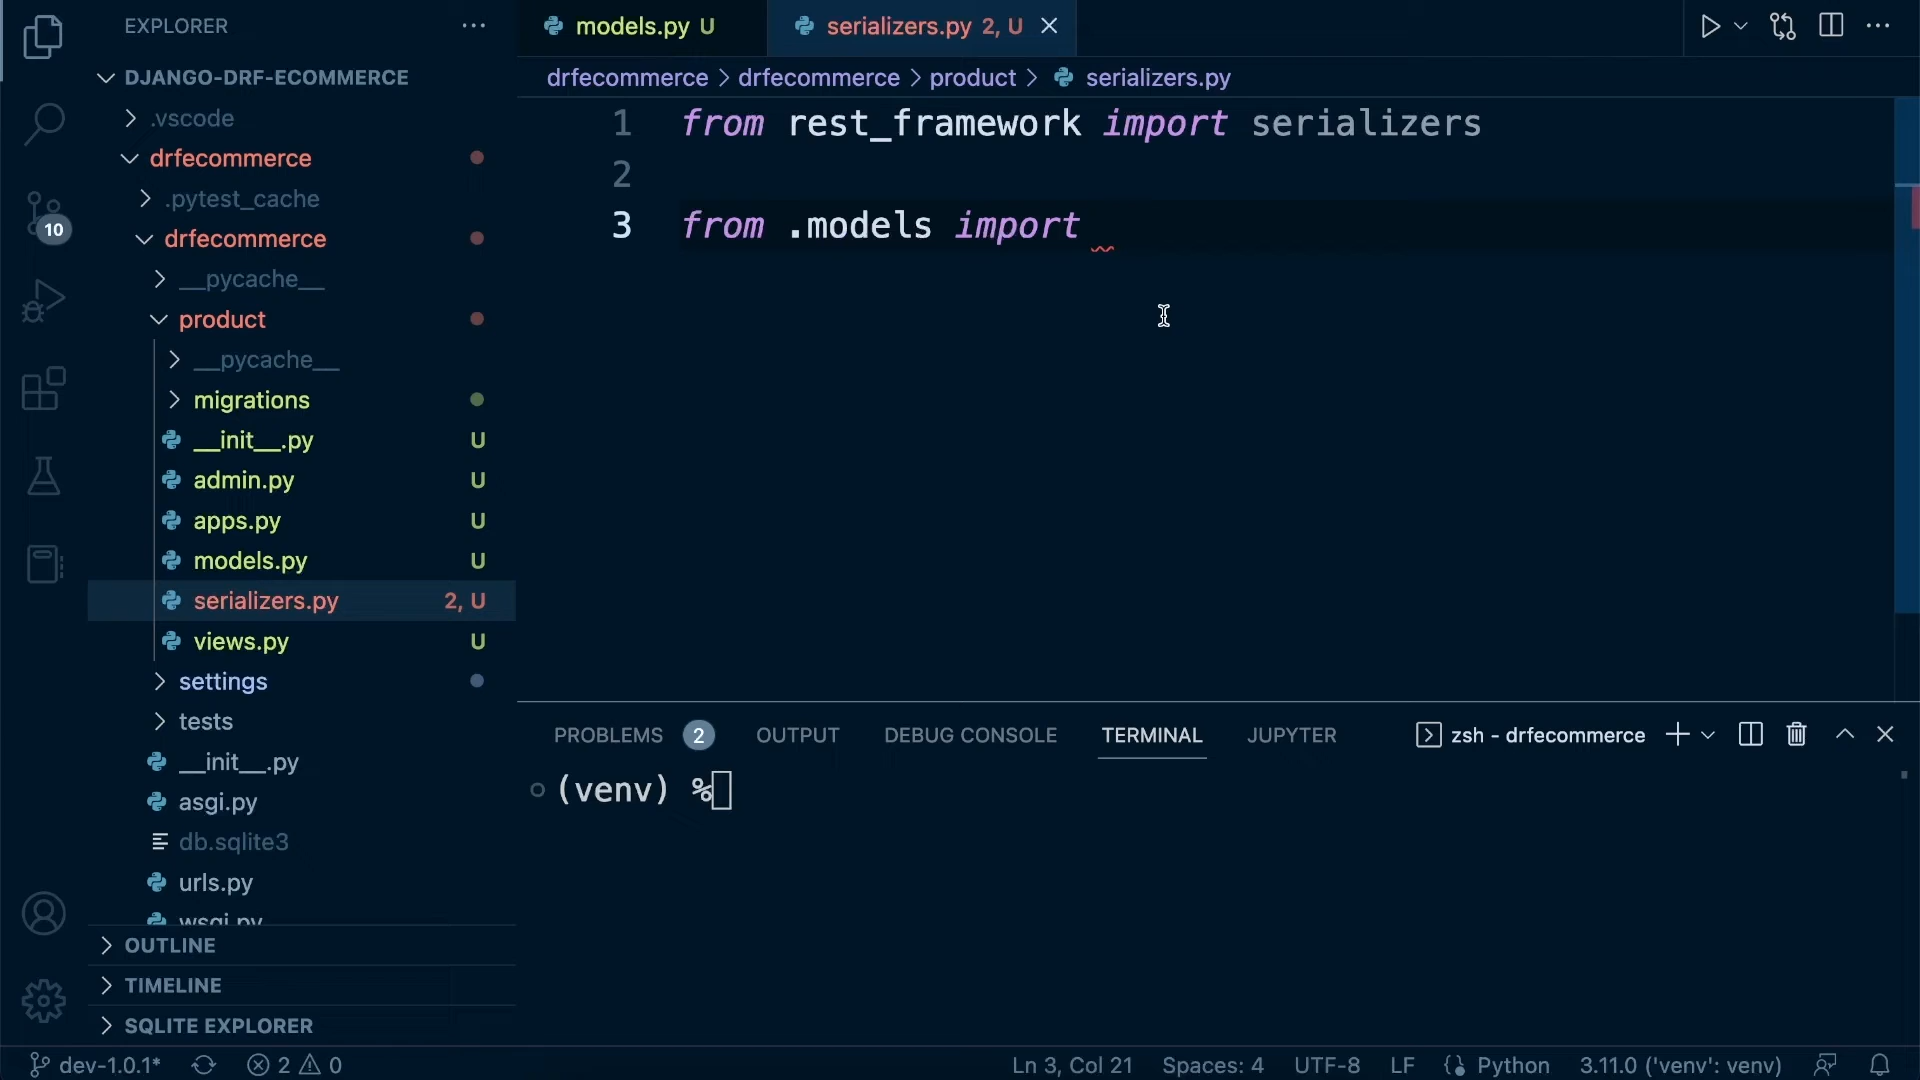 EXPLORER
DJANGO-DRF-ECOMMERCE
.vscode
drfecommerce
.pytest_cache
drfecommerce
__pycache__
product
__pycache__
migrations
__init__.py U
admin.py U
apps.py U
models.py U
serializers.py 2, U
views.py U
settings
tests
__init__.py
asgi.py
db.sqlite3
urls.py
wsgi.py
OUTLINE
TIMELINE
SQLITE EXPLORER
10
models.py U
serializers.py 2, U
drfecommerce > drfecommerce > product > serializers.py
1 from rest_framework import serializers
2
3 from .models import
PROBLEMS 2 OUTPUT DEBUG CONSOLE TERMINAL JUPYTER zsh - drfecommerce
(venv) %
dev-1.0.1* 2 0 Ln 3, Col 21 Spaces: 4 UTF-8 LF Python 3.11.0 ('venv': venv)